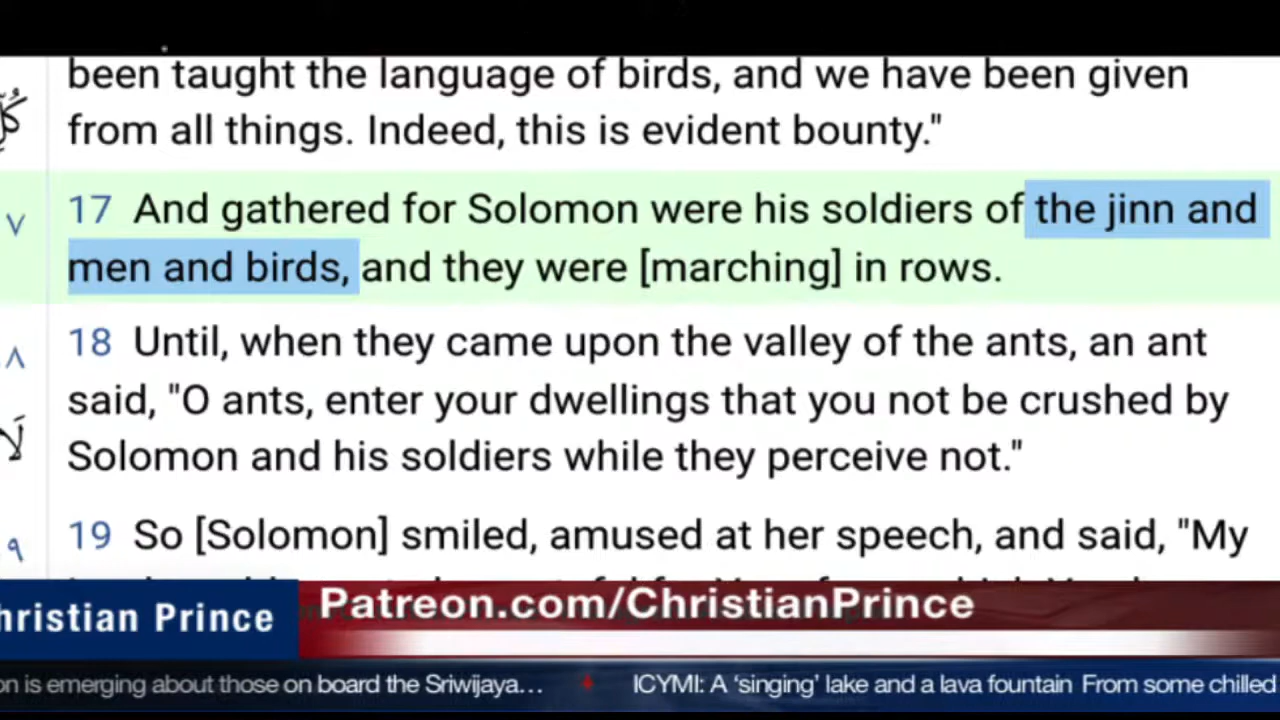 been taught the language of birds, and we have been given
from all things. Indeed, this is evident bounty."
٧
17 And gathered for Solomon were his soldiers of the jinn and
men and birds, and they were [marching] in rows.
٨
18 Until, when they came upon the valley of the ants, an ant
said, "O ants, enter your dwellings that you not be crushed by
Solomon and his soldiers while they perceive not."
٩
19 So [Solomon] smiled, amused at her speech, and said, "My
hristian Prince
Patreon.com/ChristianPrince
on is emerging about those on board the Sriwijaya… ICYMI: A ‘singing’ lake and a lava fountain From some chilled